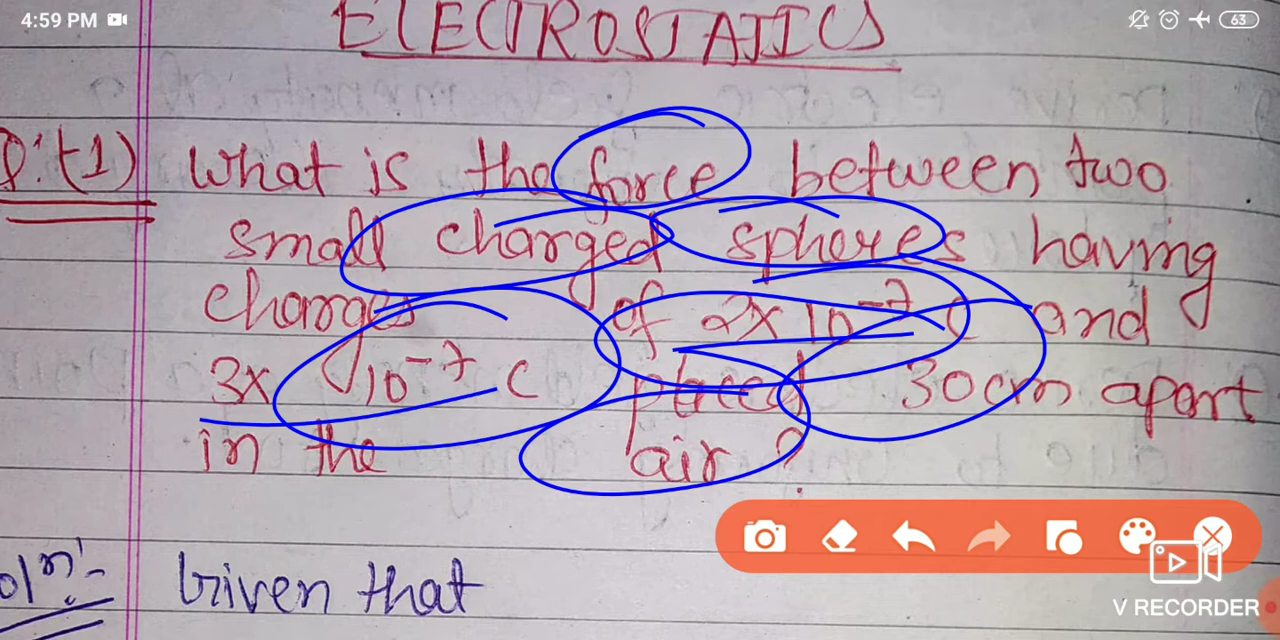 4:59 PM
63
ELECTROSTATICS
Q.(1) What is the force between two
small charged spheres having
charges of 2x10⁻⁷ C and
3x10⁻⁷ C placed 30cm apart
in the air?
Solⁿ:- Given that
V RECORDER